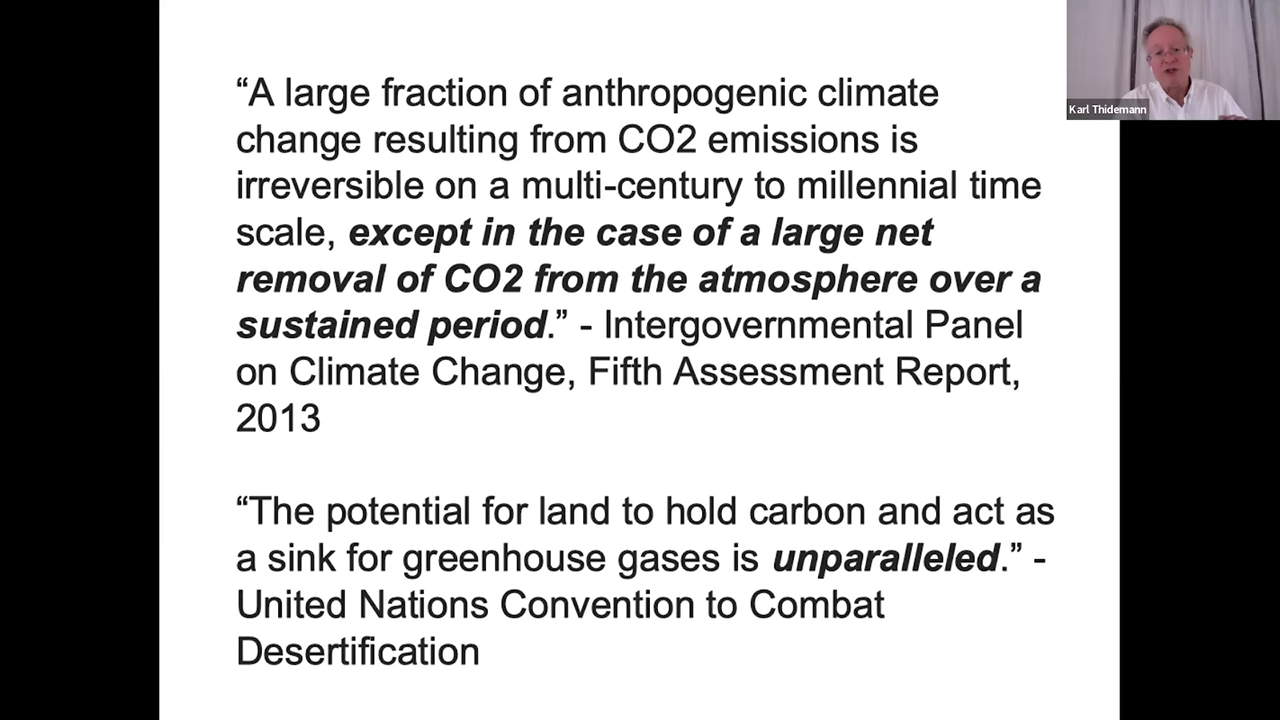 “A large fraction of anthropogenic climate
change resulting from CO2 emissions is
irreversible on a multi-century to millennial time
scale, except in the case of a large net
removal of CO2 from the atmosphere over a
sustained period.” - Intergovernmental Panel
on Climate Change, Fifth Assessment Report,
2013
“The potential for land to hold carbon and act as
a sink for greenhouse gases is unparalleled.” -
United Nations Convention to Combat
Desertification
Karl Thidemann